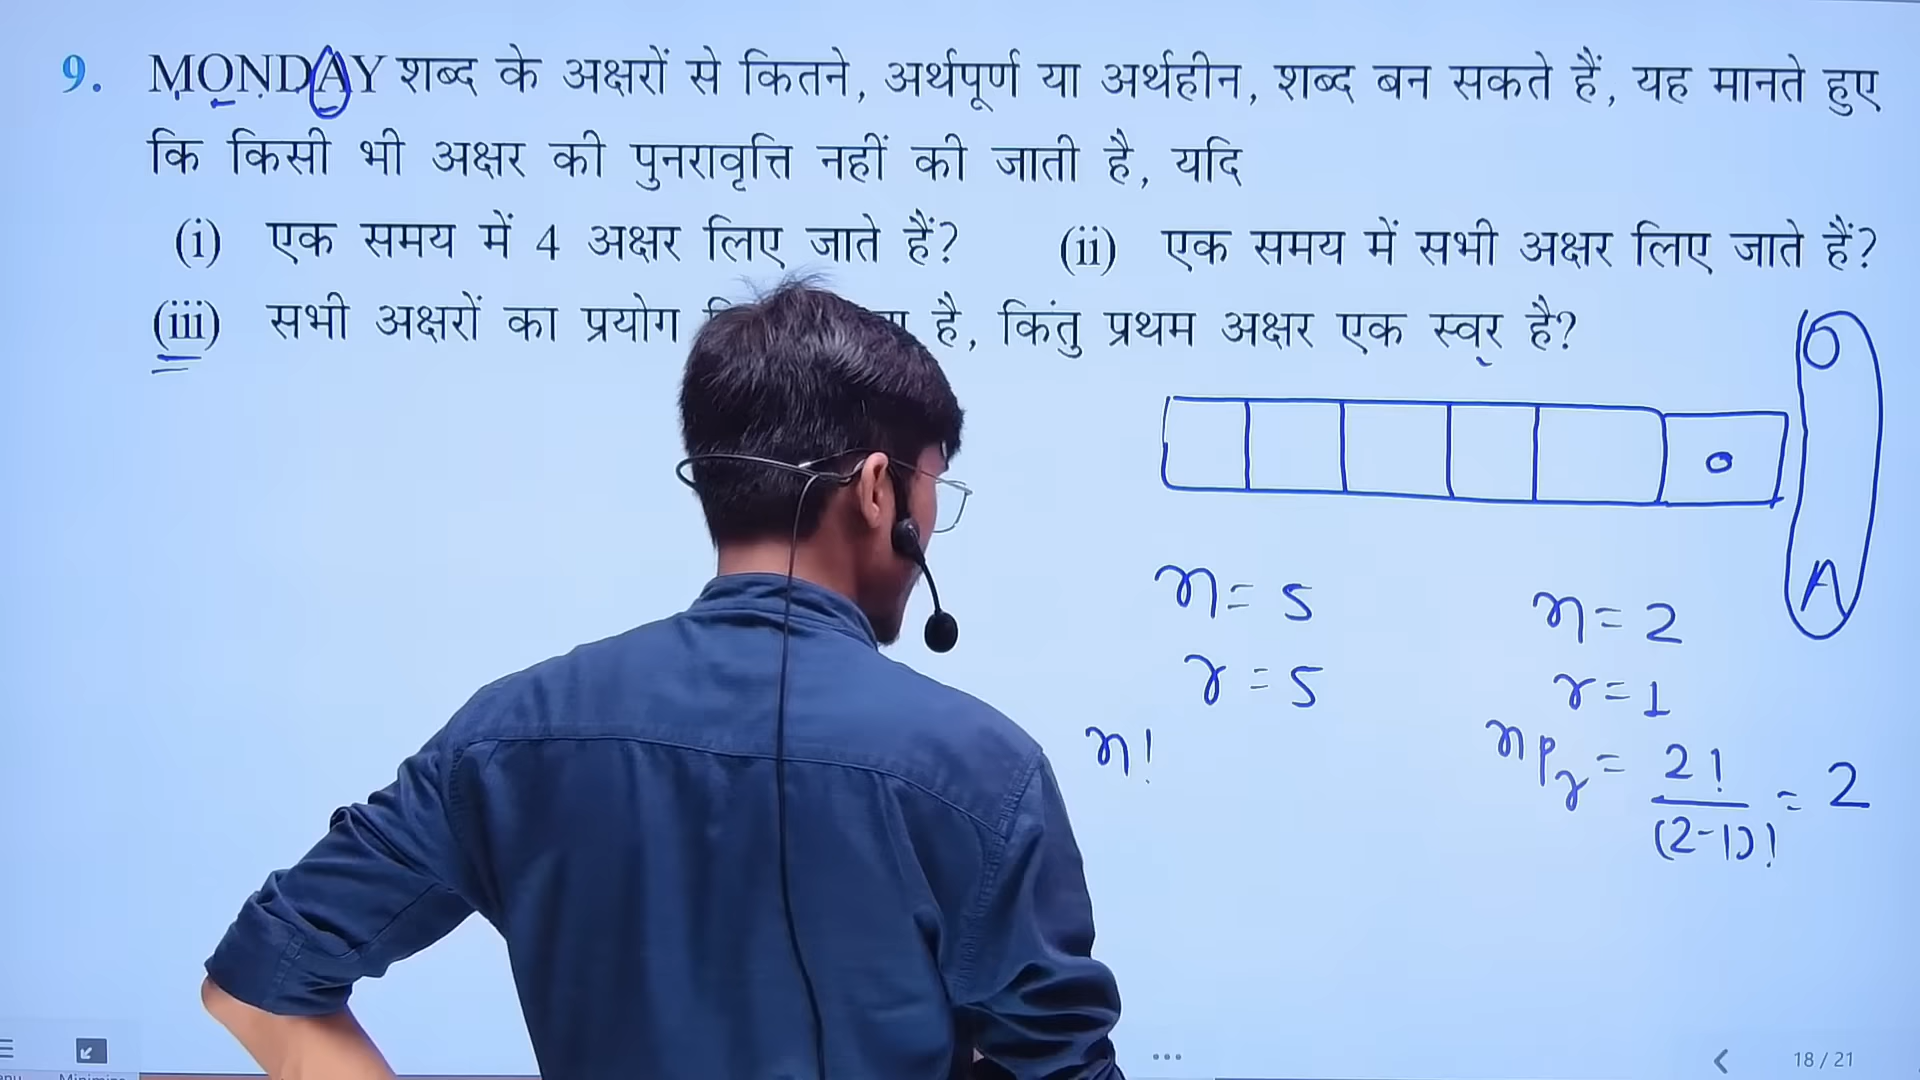 9. MONDAY शब्द के अक्षरों से कितने, अर्थपूर्ण या अर्थहीन, शब्द बन सकते हैं, यह मानते हुए
कि किसी भी अक्षर की पुनरावृत्ति नहीं की जाती है, यदि
(i) एक समय में 4 अक्षर लिए जाते हैं? (ii) एक समय में सभी अक्षर लिए जाते हैं?
(iii) सभी अक्षरों का प्रयोग है, किंतु प्रथम अक्षर एक स्वर है?
O
o
A
n = 5 n = 2
r = 5 r = 1
n! nPr = 2!/(2-1)! = 2
18 / 21